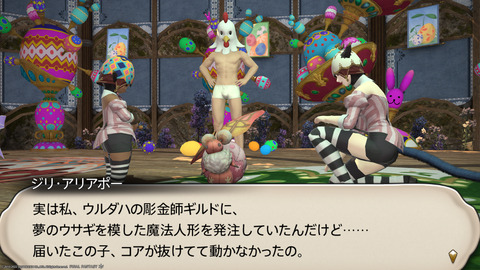 ジリ・アリアポー
実は私、ウルダハの彫金師ギルドに、
夢のウサギを模した魔法人形を発注していたんだけど……
届いたこの子、コアが抜けてて動かなかったの。